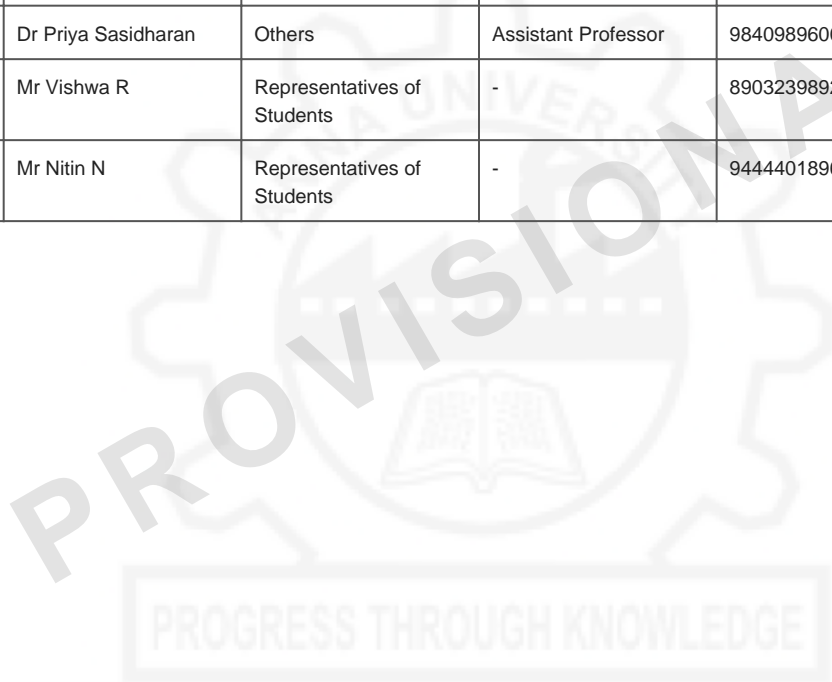 Dr Priya Sasidharan Others Assistant Professor 984098960
Mr Vishwa R Representatives of - 890323989
Students
Mr Nitin N Representatives of - 944440189
Students
PROVISIONA
PROGRESS THROUGH KNOWLEDGE